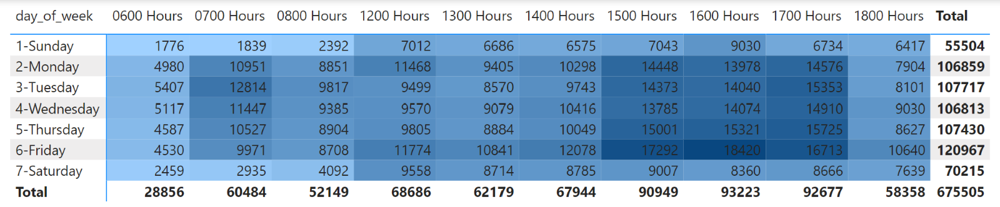 day_of_week 0600 Hours 0700 Hours 0800 Hours 1200 Hours 1300 Hours 1400 Hours 1500 Hours 1600 Hours 1700 Hours 1800 Hours Total
1-Sunday 1776 1839 2392 7012 6686 6575 7043 9030 6734 6417 55504
2-Monday 4980 10951 8851 11468 9405 10298 14448 13978 14576 7904 106859
3-Tuesday 5407 12814 9817 9499 8570 9743 14373 14040 15353 8101 107717
4-Wednesday 5117 11447 9385 9570 9079 10416 13785 14074 14910 9030 106813
5-Thursday 4587 10527 8904 9805 8884 10049 15001 15321 15725 8627 107430
6-Friday 4530 9971 8708 11774 10841 12078 17292 18420 16713 10640 120967
7-Saturday 2459 2935 4092 9558 8714 8785 9007 8360 8666 7639 70215
Total 28856 60484 52149 68686 62179 67944 90949 93223 92677 58358 675505